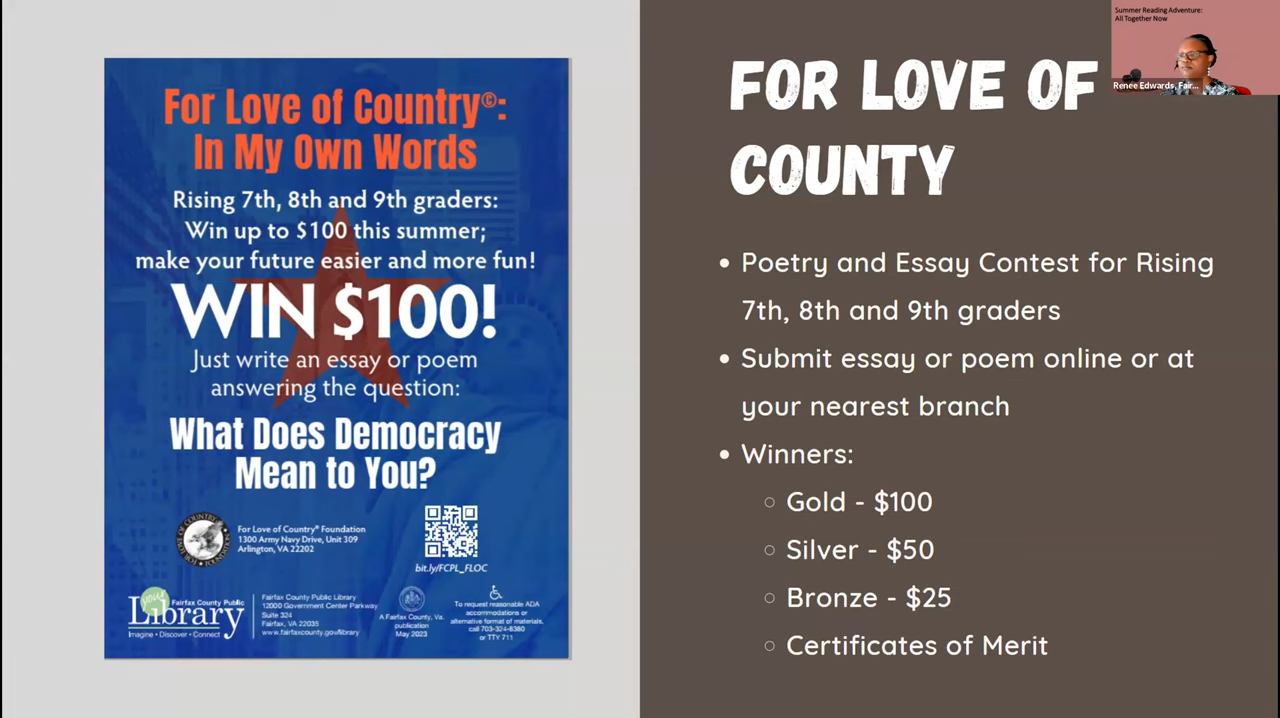 For Love of Country©:
In My Own Words
Rising 7th, 8th and 9th graders:
Win up to $100 this summer;
make your future easier and more fun!
WIN $100!
Just write an essay or poem
answering the question:
What Does Democracy
Mean to You?
For Love of Country® Foundation
1300 Army Navy Drive, Unit 309
Arlington, VA 22202
bit.ly/FCPL_FLOC
your
Fairfax County Public
Library
Imagine • Discover • Connect
Fairfax County Public Library
12000 Government Center Parkway
Suite 324
Fairfax, VA 22035
www.fairfaxcounty.gov/library
A Fairfax County, Va.
publication
May 2023
To request reasonable ADA
accommodations or
alternative format of materials,
call 703-324-8380
or TTY 711
FOR LOVE OF
COUNTY
• Poetry and Essay Contest for Rising
7th, 8th and 9th graders
• Submit essay or poem online or at
your nearest branch
• Winners:
○ Gold - $100
○ Silver - $50
○ Bronze - $25
○ Certificates of Merit
Summer Reading Adventure:
All Together Now
Renee Edwards, Fair...